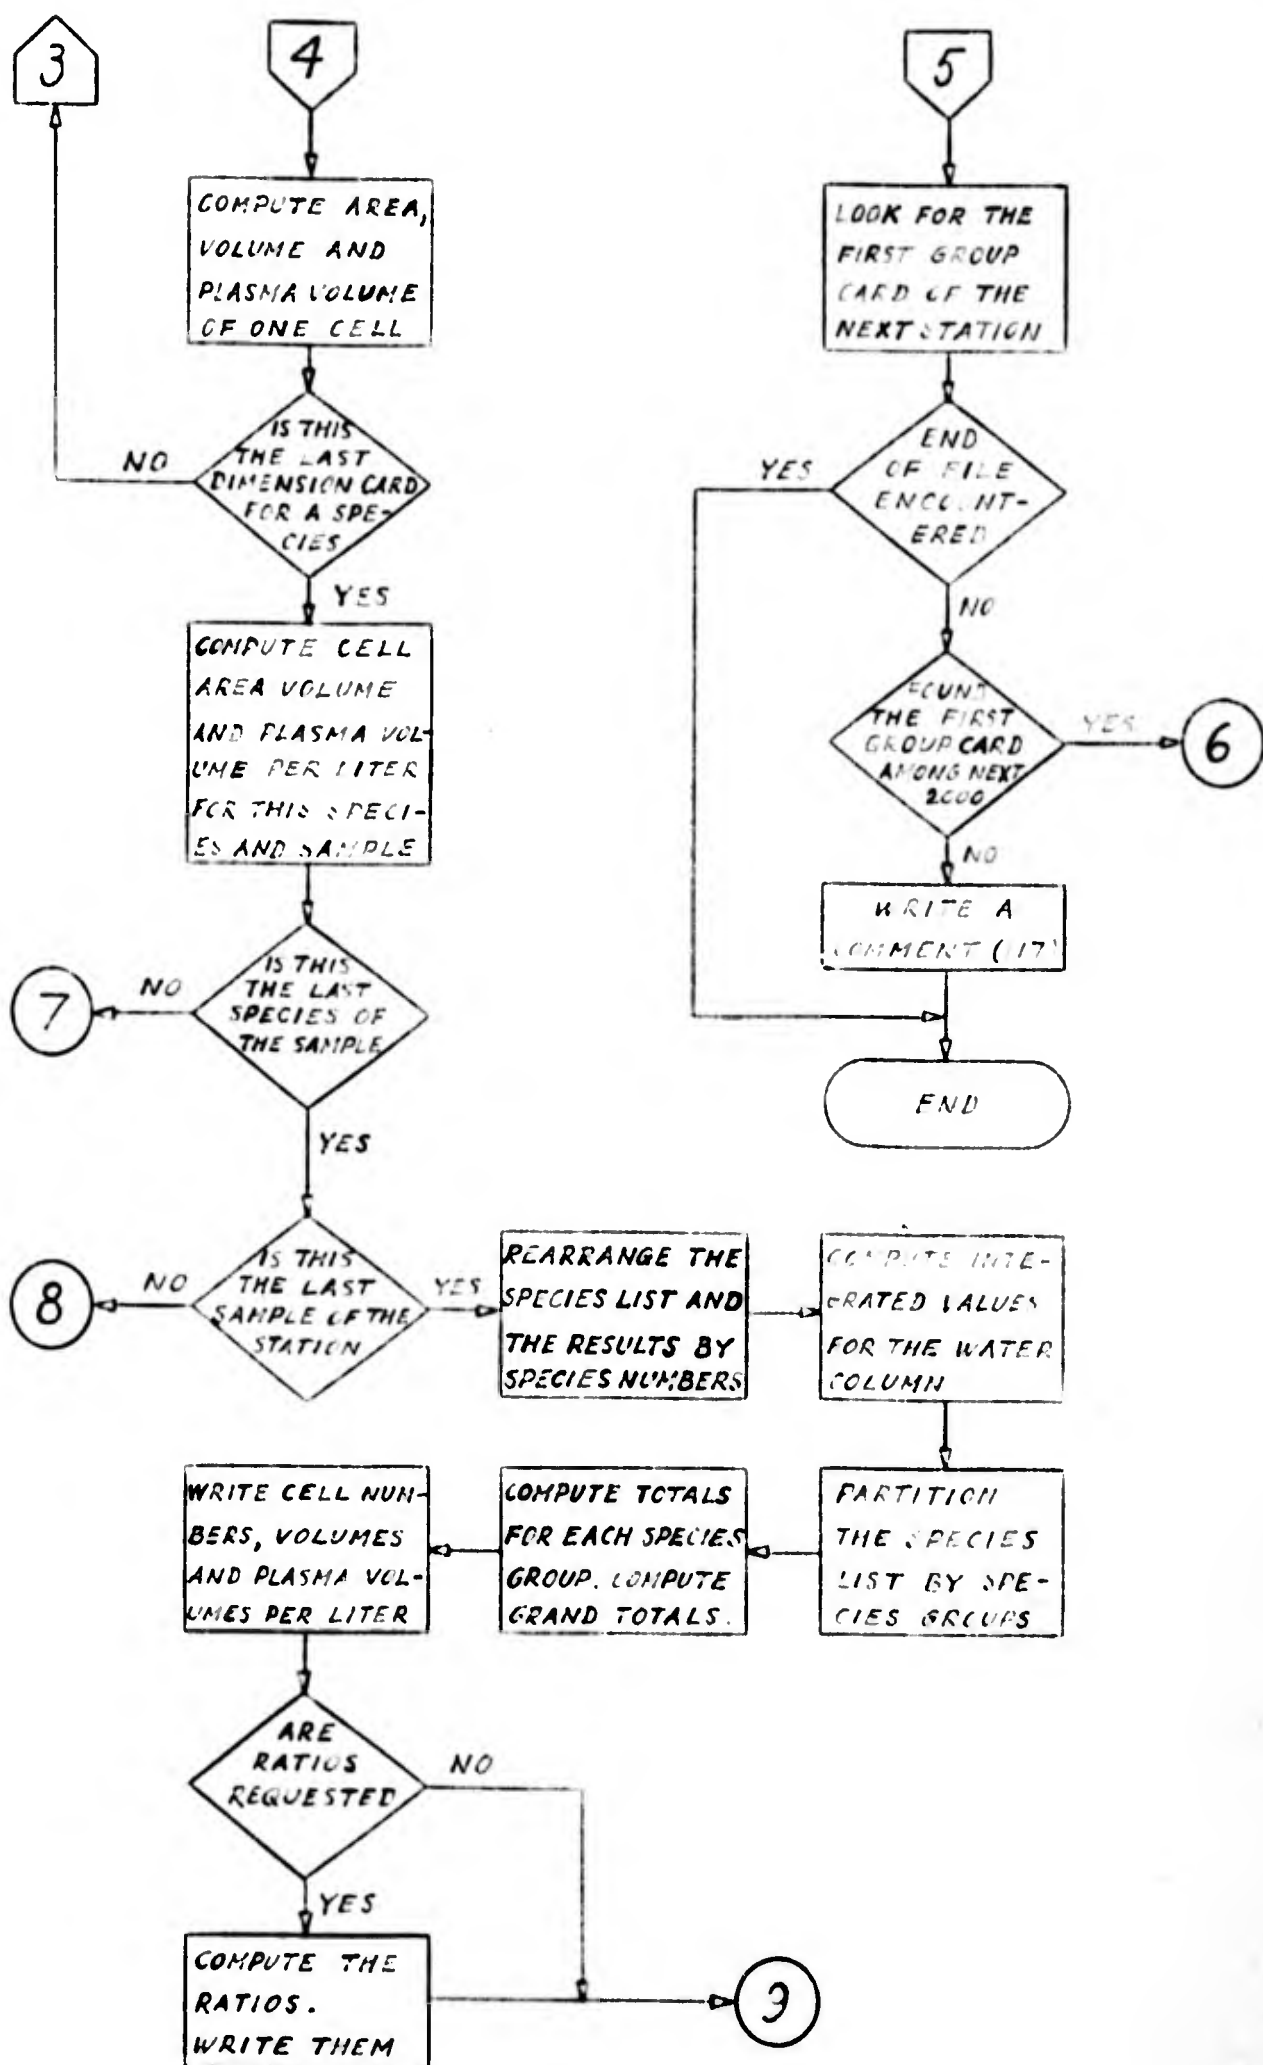 3
4
COMPUTE AREA,
VOLUME AND
PLASMA VOLUME
OF ONE CELL
IS THIS
THE LAST
DIMENSION CARD
FOR A SPE-
CIES
NO
YES
COMPUTE CELL
AREA VOLUME
AND PLASMA VOL-
UME PER LITER
FOR THIS SPECI-
ES AND SAMPLE
IS THIS
THE LAST
SPECIES OF
THE SAMPLE
NO
7
YES
IS THIS
THE LAST
SAMPLE OF THE
STATION
NO
8
YES
REARRANGE THE
SPECIES LIST AND
THE RESULTS BY
SPECIES NUMBERS
COMPUTE INTE-
GRATED VALUES
FOR THE WATER
COLUMN
PARTITION
THE SPECIES
LIST BY SPE-
CIES GROUPS
COMPUTE TOTALS
FOR EACH SPECIES
GROUP. COMPUTE
GRAND TOTALS.
WRITE CELL NUM-
BERS, VOLUMES
AND PLASMA VOL-
UMES PER LITER
ARE
RATIOS
REQUESTED
NO
YES
COMPUTE THE
RATIOS.
WRITE THEM
9
5
LOOK FOR THE
FIRST GROUP
CARD OF THE
NEXT STATION
END
OF FILE
ENCOUNT-
ERED
YES
NO
FOUND
THE FIRST
GROUP CARD
AMONG NEXT
2000
YES
6
NO
WRITE A
COMMENT (117)
END